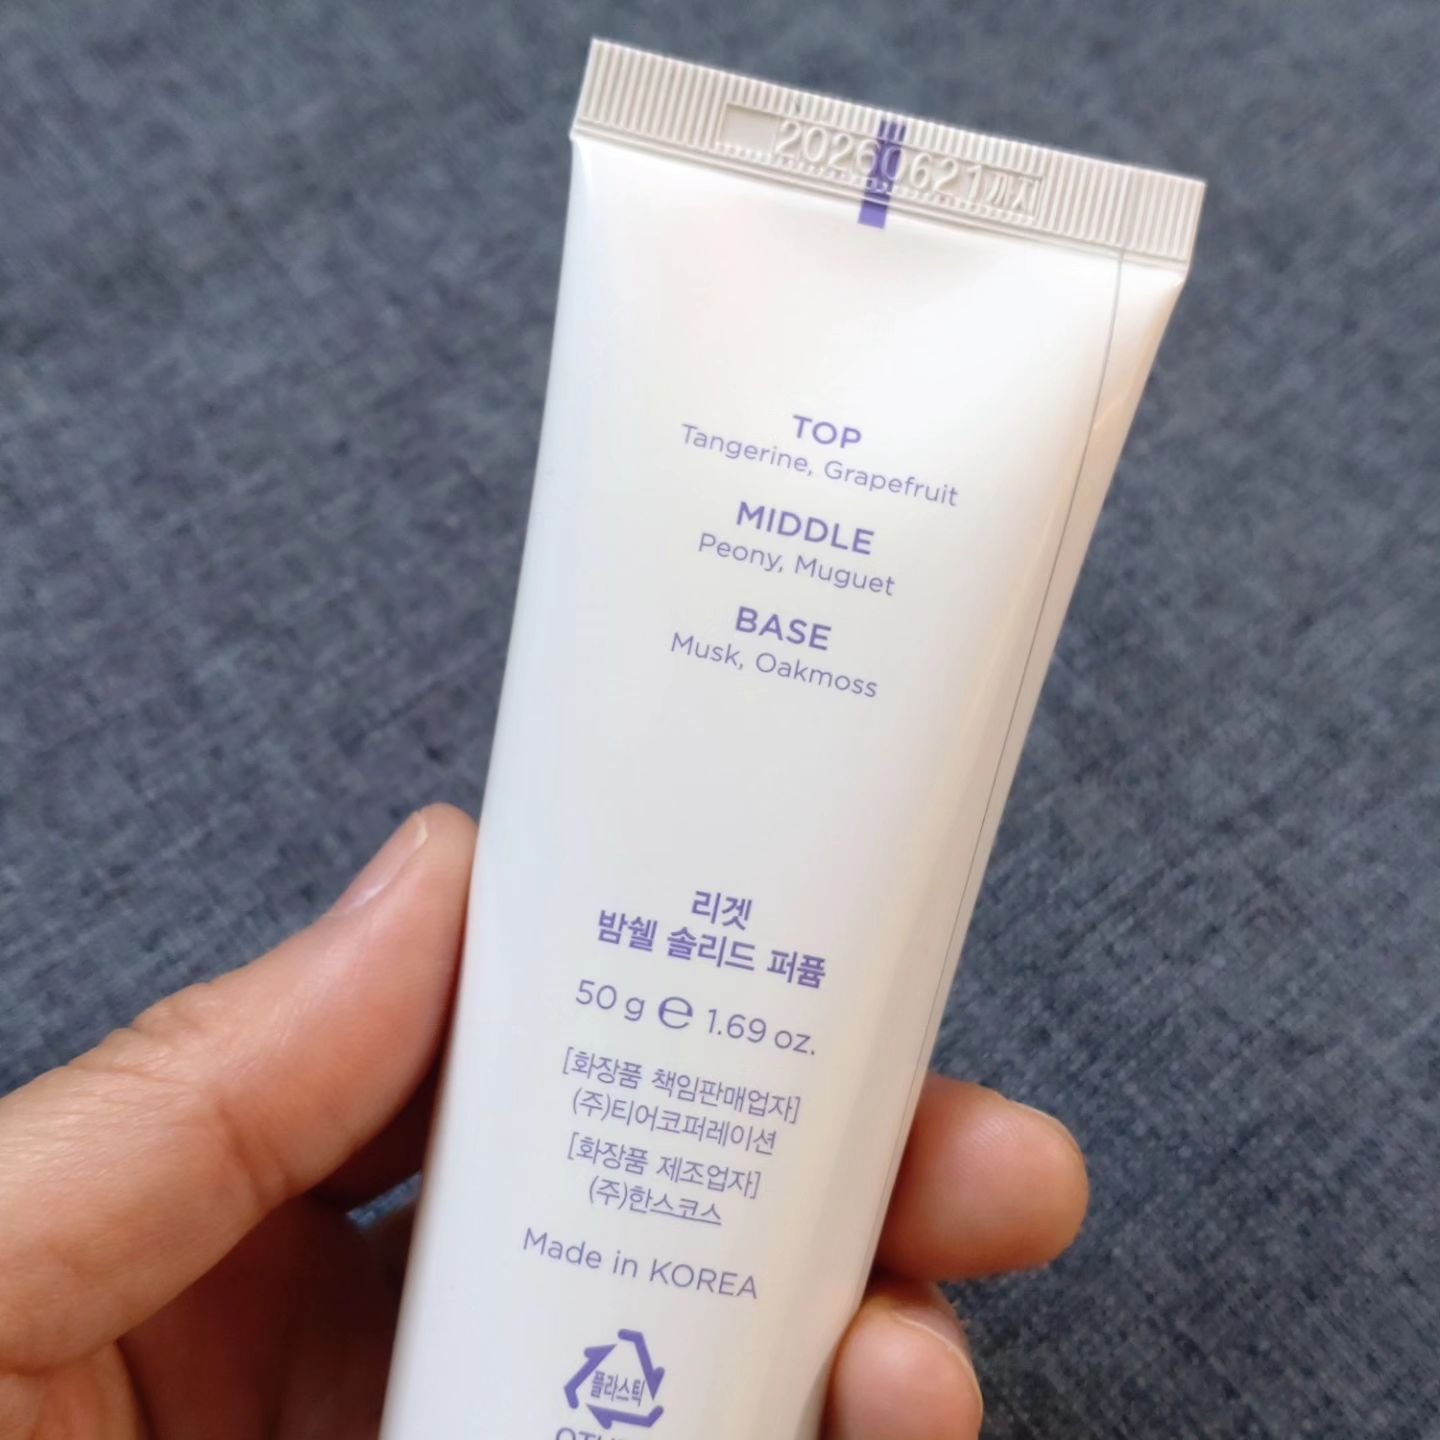 20260621까지
TOP
Tangerine, Grapefruit
MIDDLE
Peony, Muguet
BASE
Musk, Oakmoss
리겟
밤쉘 솔리드 퍼퓸
50 g ℮ 1.69 oz.
[화장품 책임판매업자]
(주)티어코퍼레이션
[화장품 제조업자]
(주)한스코스
Made in KOREA
플라스틱